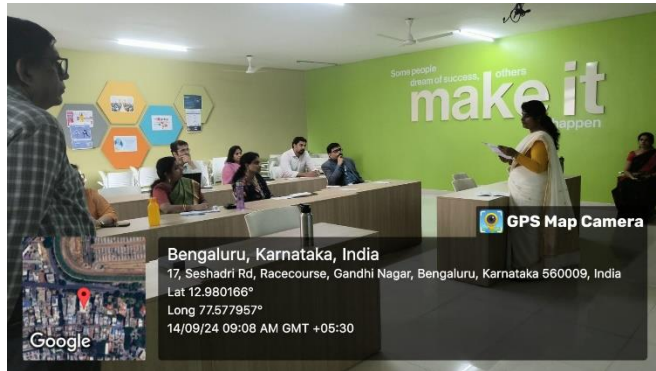 Some people
dream of success, others
make it
happen
GPS Map Camera
Bengaluru, Karnataka, India
17, Seshadri Rd, Racecourse, Gandhi Nagar, Bengaluru, Karnataka 560009, India
Lat 12.980166°
Long 77.577957°
14/09/24 09:08 AM GMT +05:30
Google